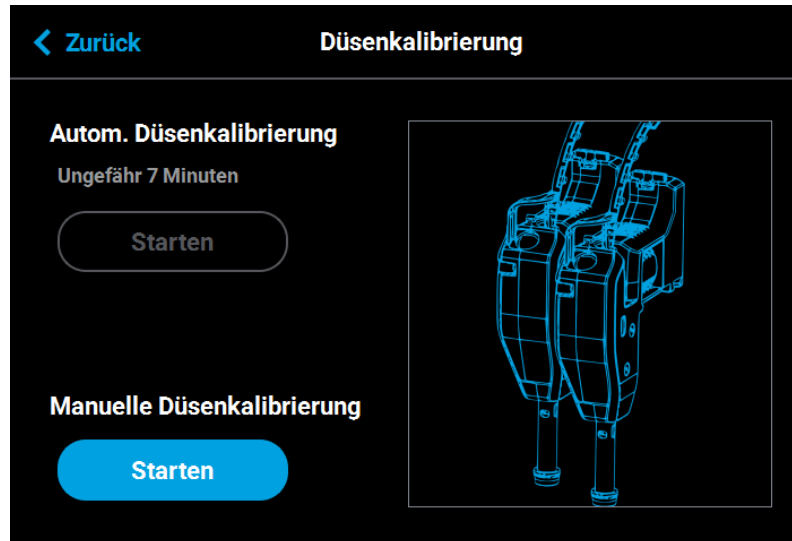 Zurück
Düsenkalibrierung
Autom. Düsenkalibrierung
Ungefähr 7 Minuten
Starten
Manuelle Düsenkalibrierung
Starten